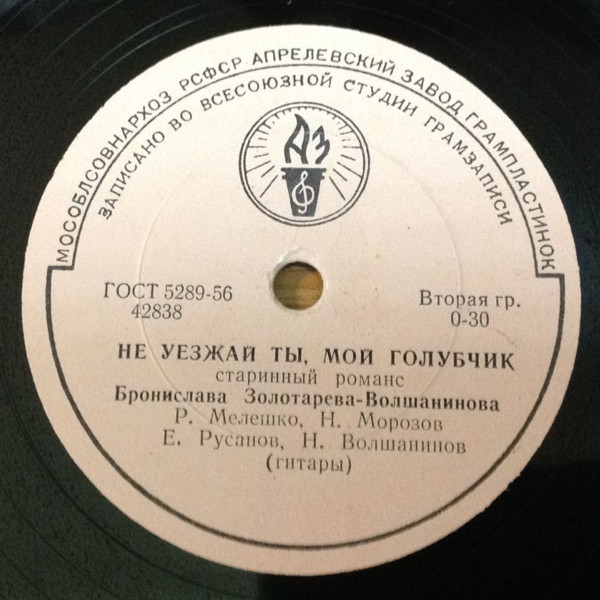 МОСОБЛСОВНАРХОЗ РСФСР АПРЕЛЕВСКИЙ ЗАВОД ГРАМПЛАСТИНОК
ЗАПИСАНО ВО ВСЕСОЮЗНОЙ СТУДИИ ГРАМЗАПИСИ
АЗ
ГОСТ 5289-56
42838
Вторая гр.
0-30
НЕ УЕЗЖАЙ ТЫ, МОЙ ГОЛУБЧИК
старинный романс
Бронислава Золотарева-Волшанинова
Р. Мелешко, Н. Морозов
Е. Русанов, Н. Волшанинов
(гитары)